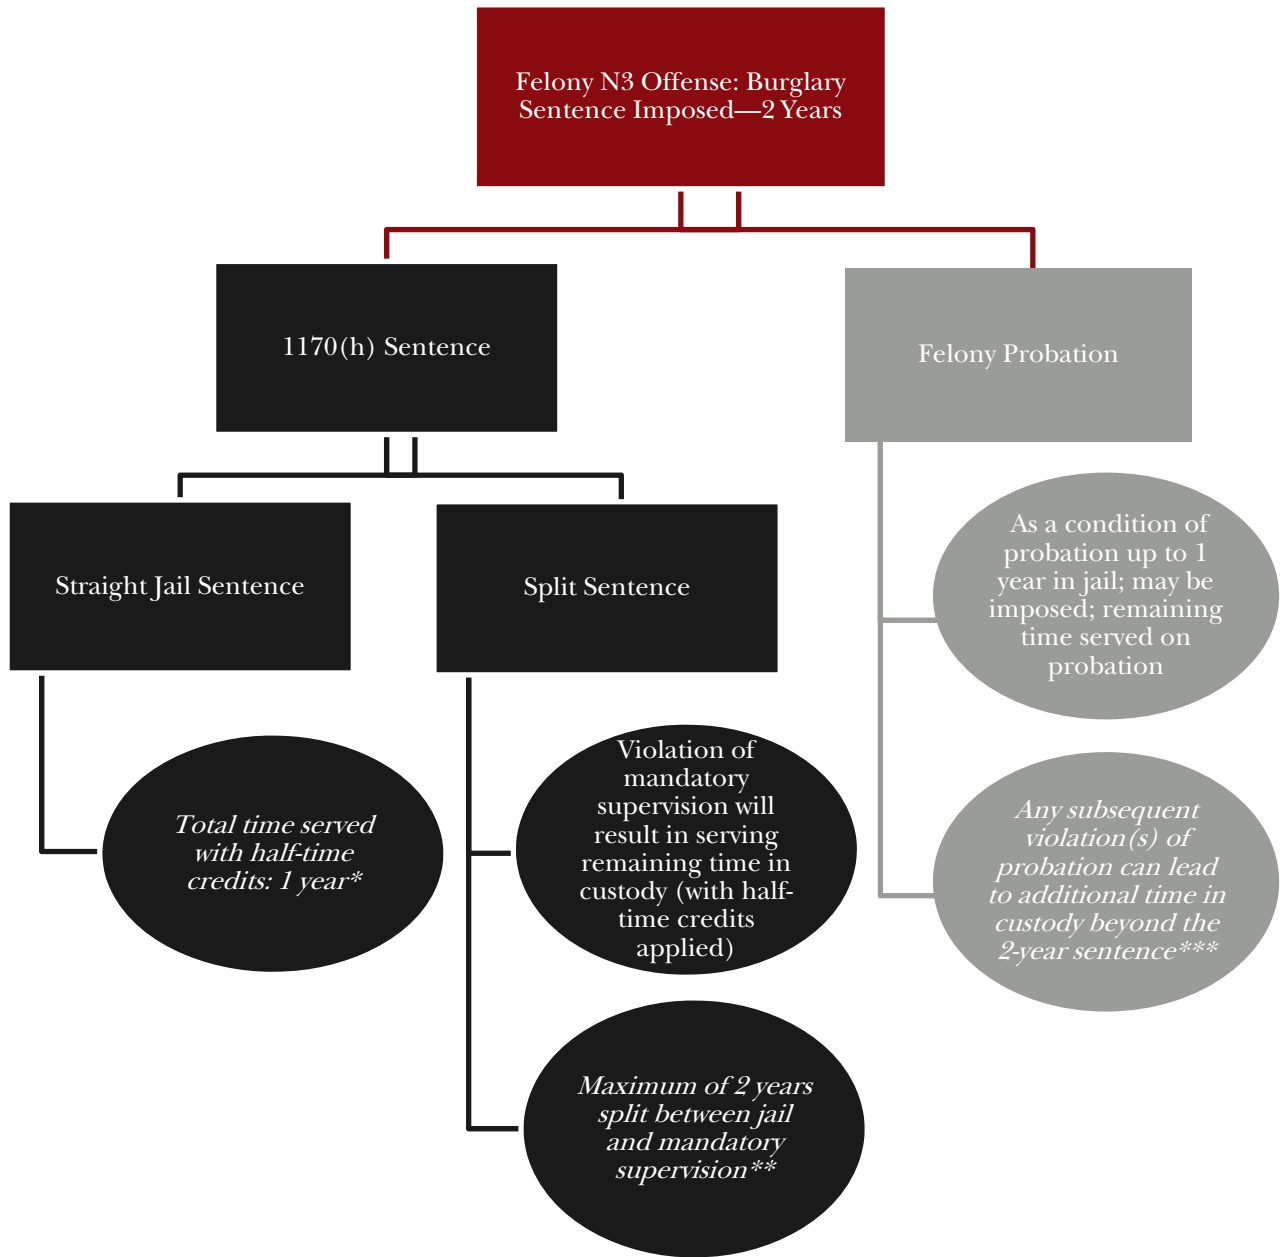 Felony N3 Offense: Burglary
Sentence Imposed—2 Years
1170(h) Sentence
Felony Probation
Straight Jail Sentence
Split Sentence
As a condition of
probation up to 1
year in jail; may be
imposed; remaining
time served on
probation
Total time served
with half-time
credits: 1 year*
Violation of
mandatory
supervision will
result in serving
remaining time in
custody (with half-
time credits
applied)
Any subsequent
violation(s) of
probation can lead
to additional time in
custody beyond the
2-year sentence***
Maximum of 2 years
split between jail
and mandatory
supervision**